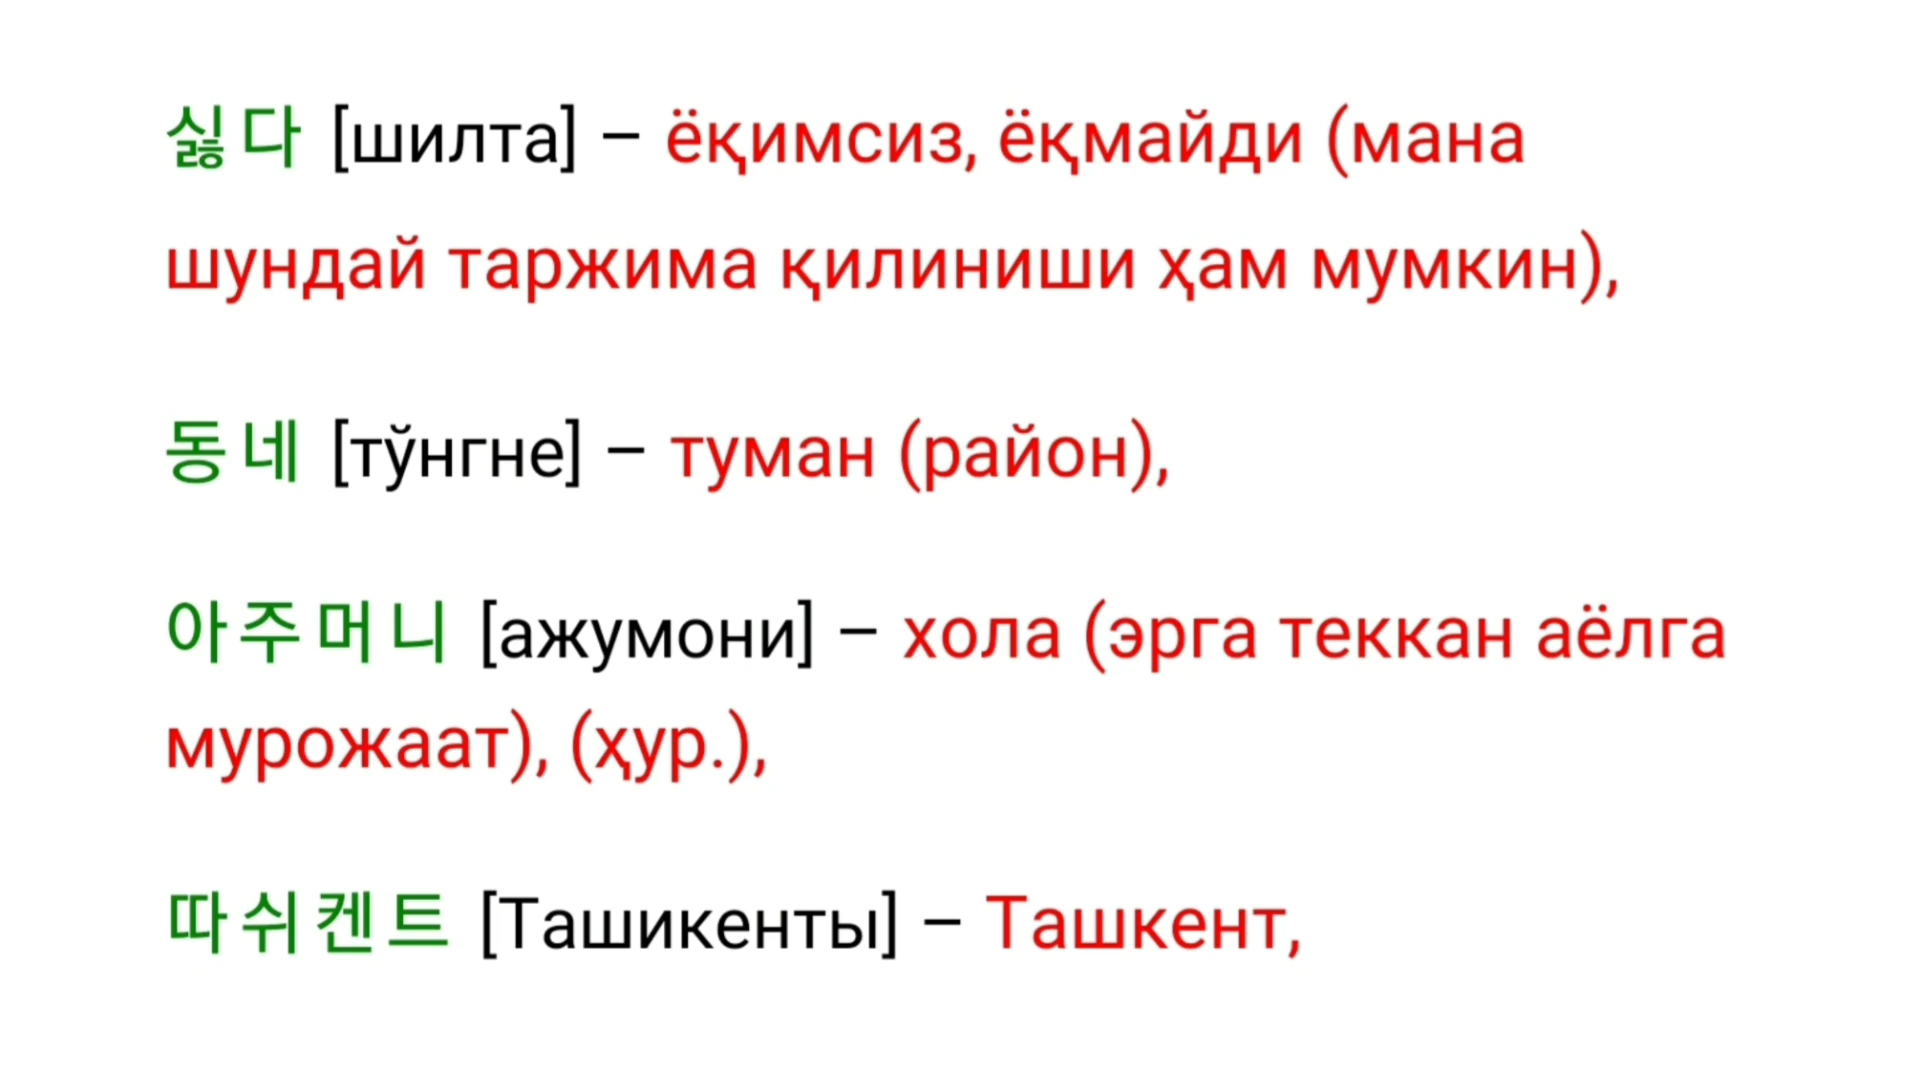 싫다 [шилта] – ёқимсиз, ёқмайди (мана
шундай таржима қилиниши ҳам мумкин),
동네 [тўнгне] – туман (район),
아주머니 [ажумони] – хола (эрга теккан аёлга
мурожаат), (ҳур.),
따쉬켄트 [Ташикенты] – Ташкент,